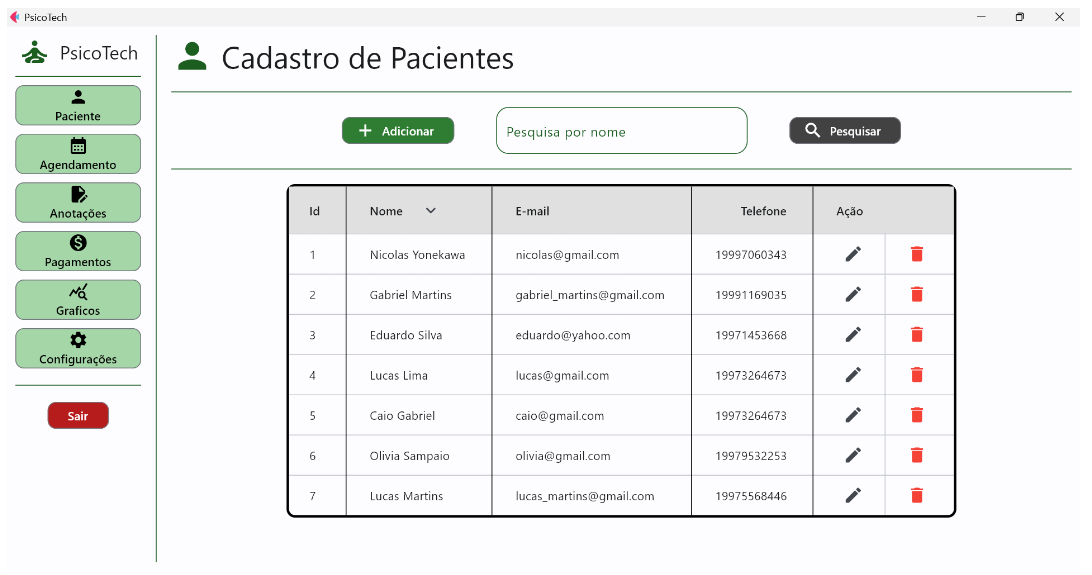 PsicoTech
PsicoTech
Cadastro de Pacientes
Paciente
Agendamento
Anotações
Pagamentos
Graficos
Configurações
Sair
Adicionar
Pesquisa por nome
Pesquisar
Id Nome E-mail Telefone Ação
1 Nicolas Yonekawa nicolas@gmail.com 19997060343
2 Gabriel Martins gabriel_martins@gmail.com 19991169035
3 Eduardo Silva eduardo@yahoo.com 19971453668
4 Lucas Lima lucas@gmail.com 19973264673
5 Caio Gabriel caio@gmail.com 19973264673
6 Olivia Sampaio olivia@gmail.com 19979532253
7 Lucas Martins lucas_martins@gmail.com 19975568446